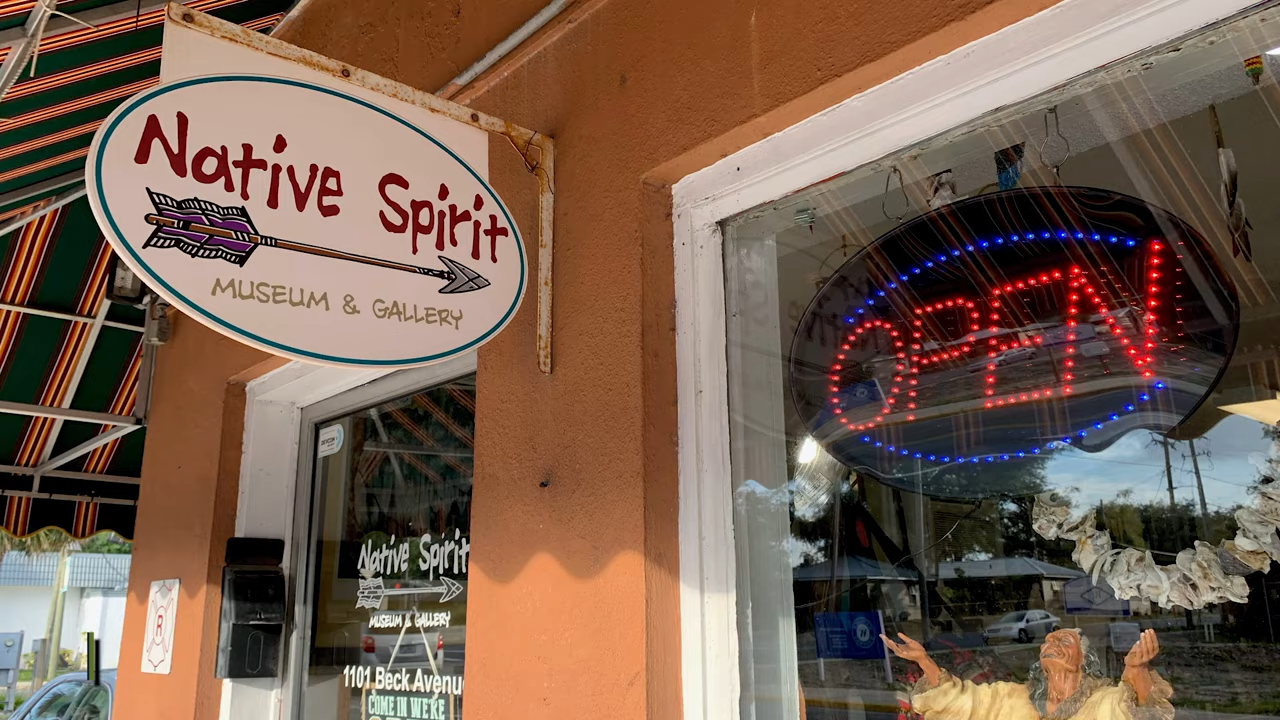 Native Spirit
MUSEUM & GALLERY
OPEN
Native Spirit
MUSEUM & GALLERY
1101 Beck Avenu
COME IN WE'RE
R